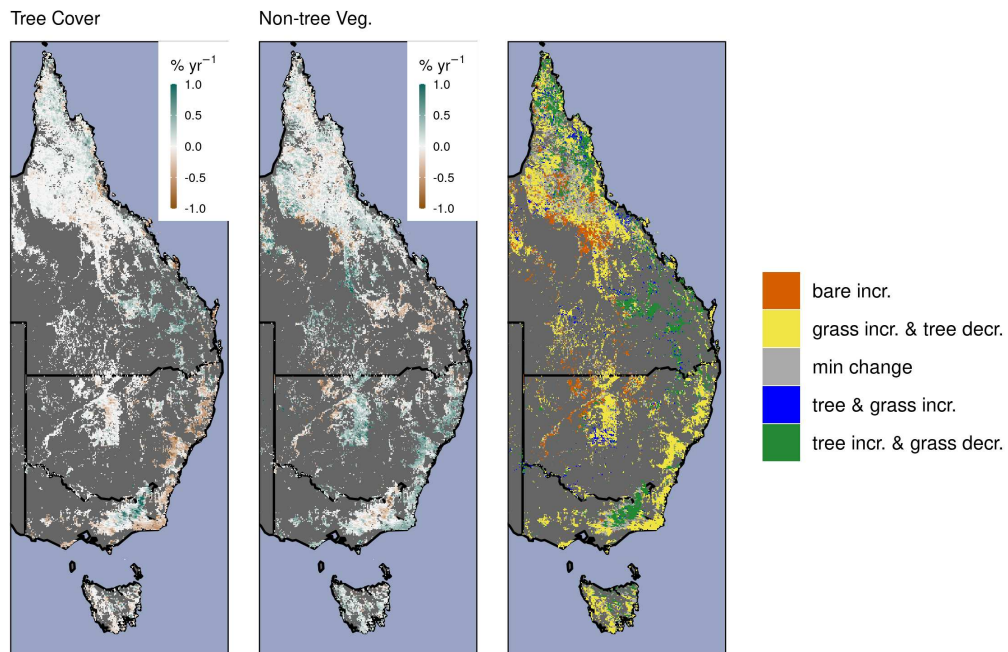 Tree Cover
Non-tree Veg.
% yr⁻¹
1.0
0.5
0.0
-0.5
-1.0
% yr⁻¹
1.0
0.5
0.0
-0.5
-1.0
bare incr.
grass incr. & tree decr.
min change
tree & grass incr.
tree incr. & grass decr.